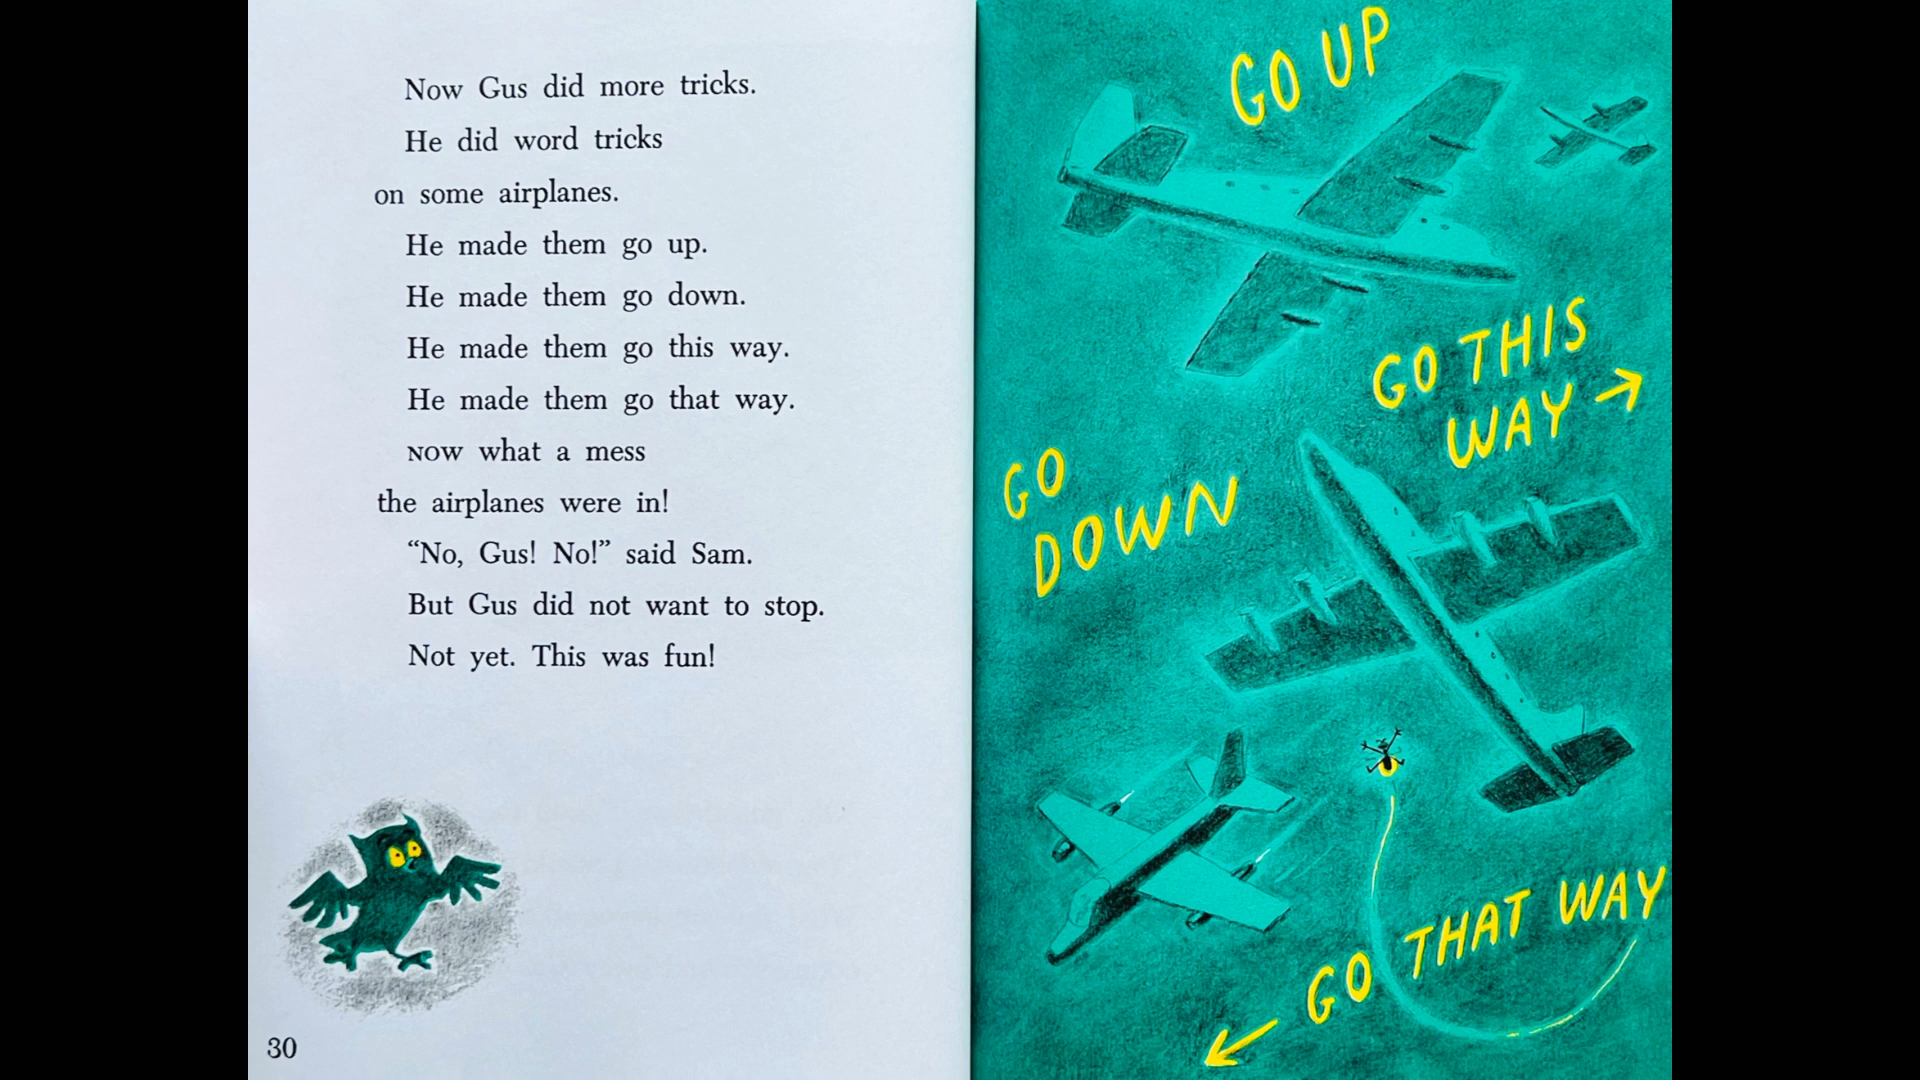 Now Gus did more tricks.
He did word tricks
on some airplanes.
He made them go up.
He made them go down.
He made them go this way.
He made them go that way.
NOW what a mess
the airplanes were in!
“No, Gus! No!” said Sam.
But Gus did not want to stop.
Not yet. This was fun!
30
GO UP
GO THIS
WAY →
GO
DOWN
GO THAT WAY
←